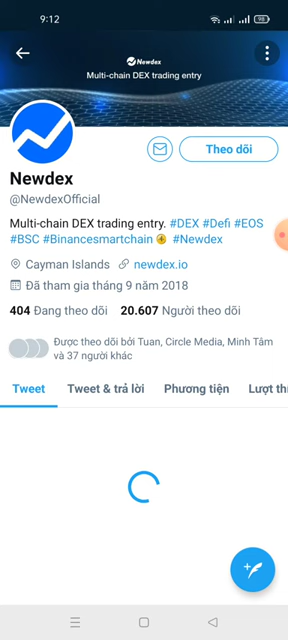 9:12
98
Newdex
Multi-chain DEX trading entry
Theo dõi
Newdex
@NewdexOfficial
Multi-chain DEX trading entry. #DEX #Defi #EOS
#BSC #Binancesmartchain #Newdex
Cayman Islands newdex.io
Đã tham gia tháng 9 năm 2018
404 Đang theo dõi 20.607 Người theo dõi
Được theo dõi bởi Tuan, Circle Media, Minh Tâm
và 37 người khác
Tweet Tweet & trả lời Phương tiện Lượt th